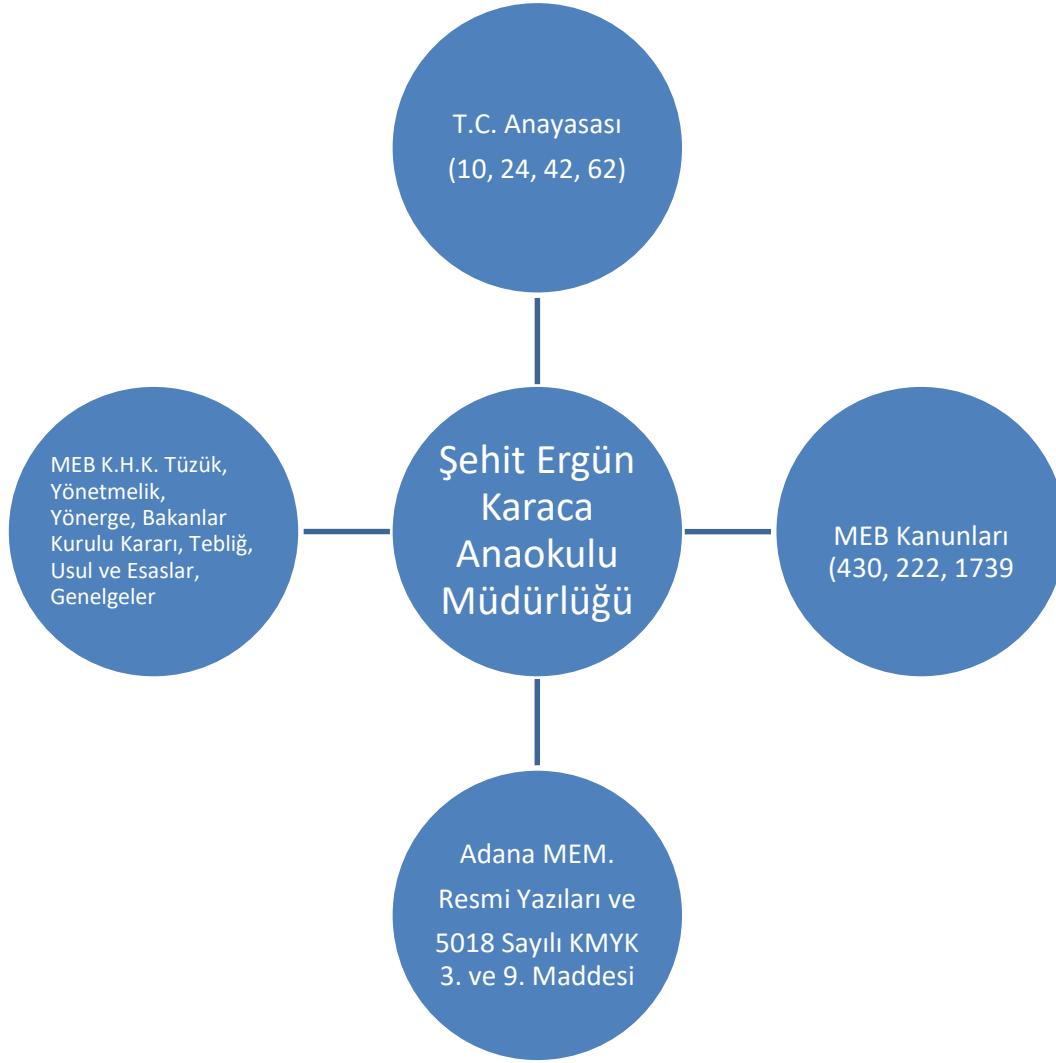 T.C. Anayasası
(10, 24, 42, 62)
MEB K.H.K. Tüzük,
Yönetmelik,
Yönerge, Bakanlar
Kurulu Kararı, Tebliğ,
Usul ve Esaslar,
Genelgeler
Şehit Ergün
Karaca
Anaokulu
Müdürlüğü
MEB Kanunları
(430, 222, 1739
Adana MEM.
Resmi Yazıları ve
5018 Sayılı KMYK
3. ve 9. Maddesi